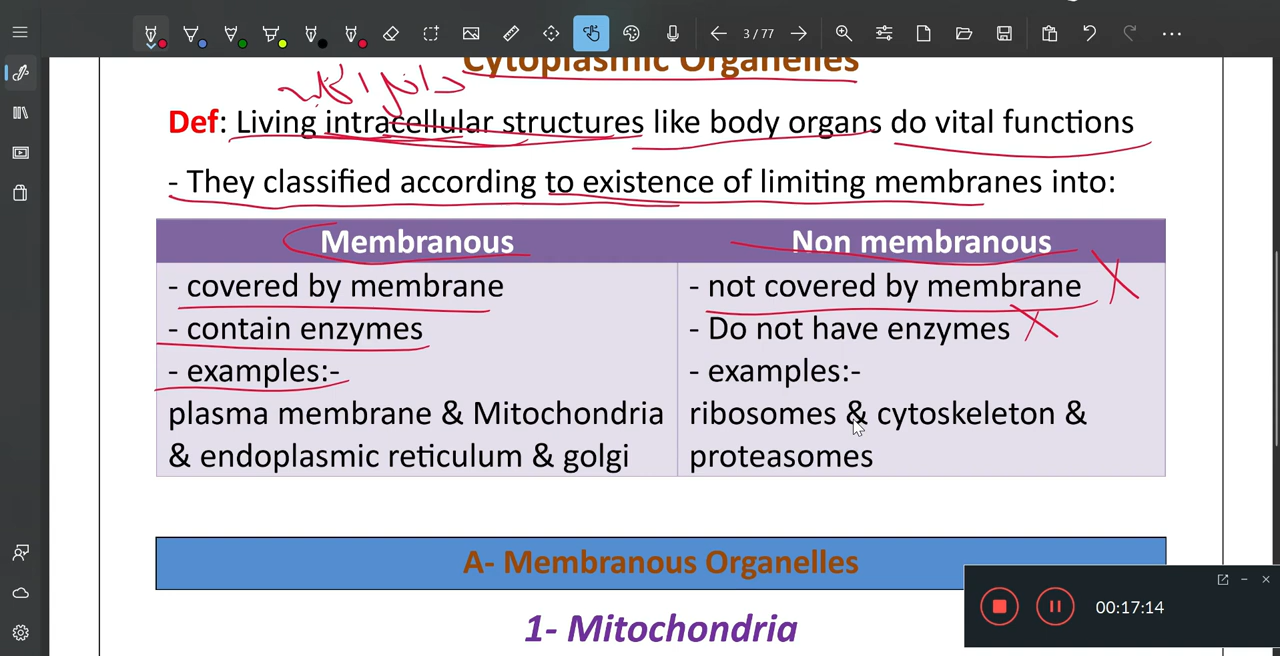 3 / 77
Cytoplasmic Organelles
Def: Living intracellular structures like body organs do vital functions
- They classified according to existence of limiting membranes into:
Membranous
- covered by membrane
- contain enzymes
- examples:-
plasma membrane & Mitochondria
& endoplasmic reticulum & golgi
Non membranous
- not covered by membrane
- Do not have enzymes
- examples:-
ribosomes & cytoskeleton &
proteasomes
A- Membranous Organelles
1- Mitochondria
00:17:14